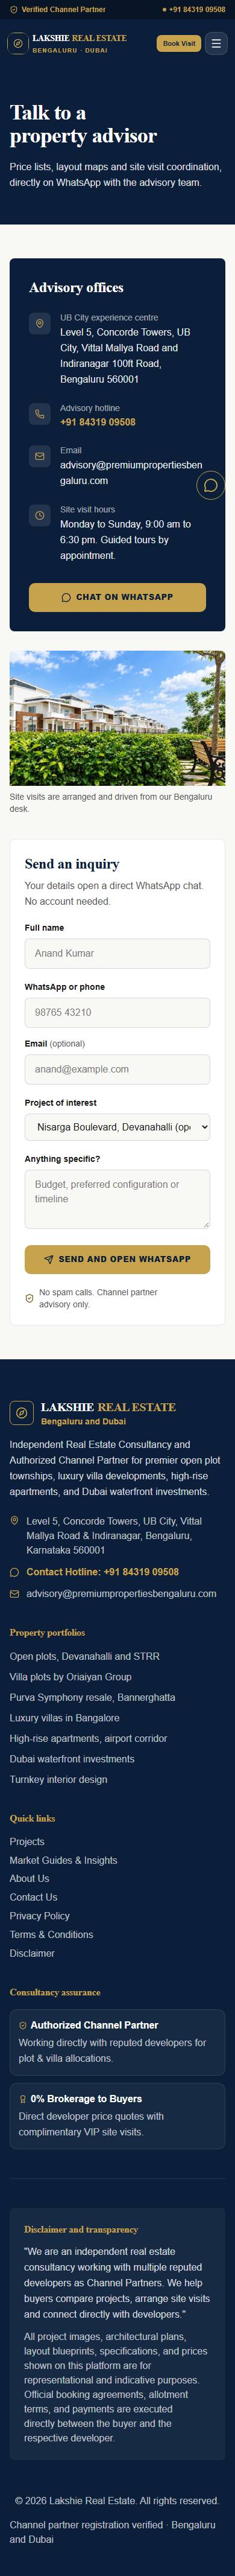 Verified Channel Partner
+91 84319 09508
LAKSHIE REAL ESTATE
BENGALURU · DUBAI
Book Visit
Talk to a
property advisor
Price lists, layout maps and site visit coordination,
directly on WhatsApp with the advisory team.
Advisory offices
UB City experience centre
Level 5, Concorde Towers, UB
City, Vittal Mallya Road and
Indiranagar 100ft Road,
Bengaluru 560001
Advisory hotline
+91 84319 09508
Email
advisory@premiumpropertiesben
galuru.com
Site visit hours
Monday to Sunday, 9:00 am to
6:30 pm. Guided tours by
appointment.
CHAT ON WHATSAPP
Site visits are arranged and driven from our Bengaluru
desk.
Send an inquiry
Your details open a direct WhatsApp chat.
No account needed.
Full name
Anand Kumar
WhatsApp or phone
98765 43210
Email (optional)
anand@example.com
Project of interest
Nisarga Boulevard, Devanahalli (ope
Anything specific?
Budget, preferred configuration or
timeline
SEND AND OPEN WHATSAPP
No spam calls. Channel partner
advisory only.
LAKSHIE REAL ESTATE
Bengaluru and Dubai
Independent Real Estate Consultancy and
Authorized Channel Partner for premier open plot
townships, luxury villa developments, high-rise
apartments, and Dubai waterfront investments.
Level 5, Concorde Towers, UB City, Vittal
Mallya Road & Indiranagar, Bengaluru,
Karnataka 560001
Contact Hotline: +91 84319 09508
advisory@premiumpropertiesbengaluru.com
Property portfolios
Open plots, Devanahalli and STRR
Villa plots by Oriaiyan Group
Purva Symphony resale, Bannerghatta
Luxury villas in Bangalore
High-rise apartments, airport corridor
Dubai waterfront investments
Turnkey interior design
Quick links
Projects
Market Guides & Insights
About Us
Contact Us
Privacy Policy
Terms & Conditions
Disclaimer
Consultancy assurance
Authorized Channel Partner
Working directly with reputed developers for
plot & villa allocations.
0% Brokerage to Buyers
Direct developer price quotes with
complimentary VIP site visits.
Disclaimer and transparency
"We are an independent real estate
consultancy working with multiple reputed
developers as Channel Partners. We help
buyers compare projects, arrange site visits
and connect directly with developers."
All project images, architectural plans,
layout blueprints, specifications, and prices
shown on this platform are for
representational and indicative purposes.
Official booking agreements, allotment
terms, and payments are executed
directly between the buyer and the
respective developer.
© 2026 Lakshie Real Estate. All rights reserved.
Channel partner registration verified · Bengaluru
and Dubai